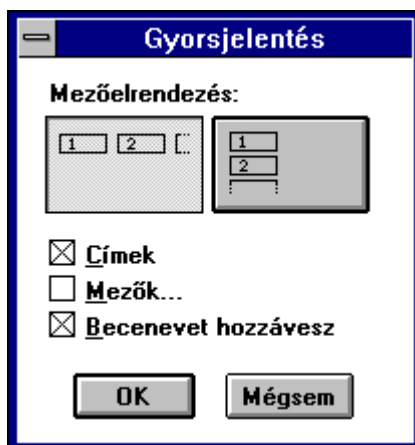 Gyorsjelentés
Mezőelrendezés:
1 2
1
2
Címek
Mezők...
Becenevet hozzávesz
OK Mégsem